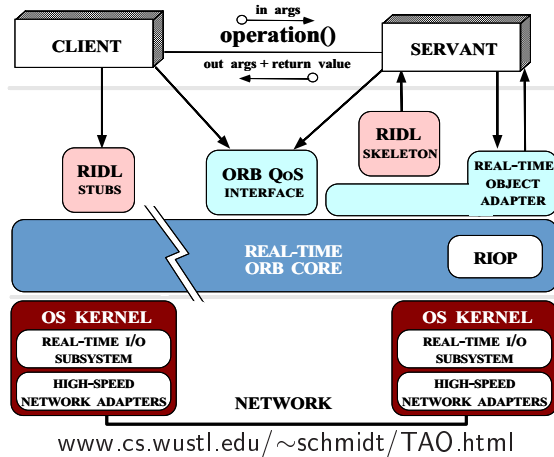 in args
operation()
out args + return value
CLIENT
SERVANT
RIDL
STUBS
ORB QoS
INTERFACE
RIDL
SKELETON
REAL-TIME
OBJECT
ADAPTER
REAL-TIME
ORB CORE
RIOP
OS KERNEL
REAL-TIME I/O
SUBSYSTEM
HIGH-SPEED
NETWORK ADAPTERS
NETWORK
OS KERNEL
REAL-TIME I/O
SUBSYSTEM
HIGH-SPEED
NETWORK ADAPTERS
www.cs.wustl.edu/~schmidt/TAO.html